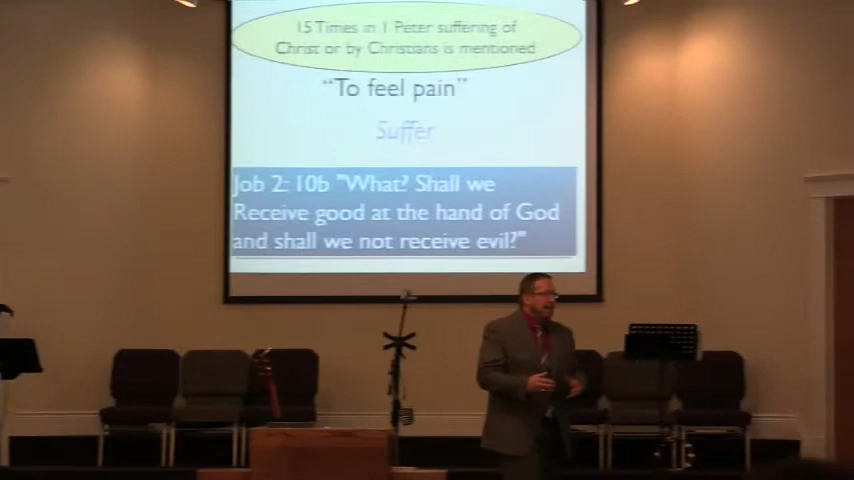 15 Times in 1 Peter suffering of
Christ or by Christians is mentioned
“To feel pain”
Suffer
Job 2: 10b "What? Shall we
Receive good at the hand of God
and shall we not receive evil?"